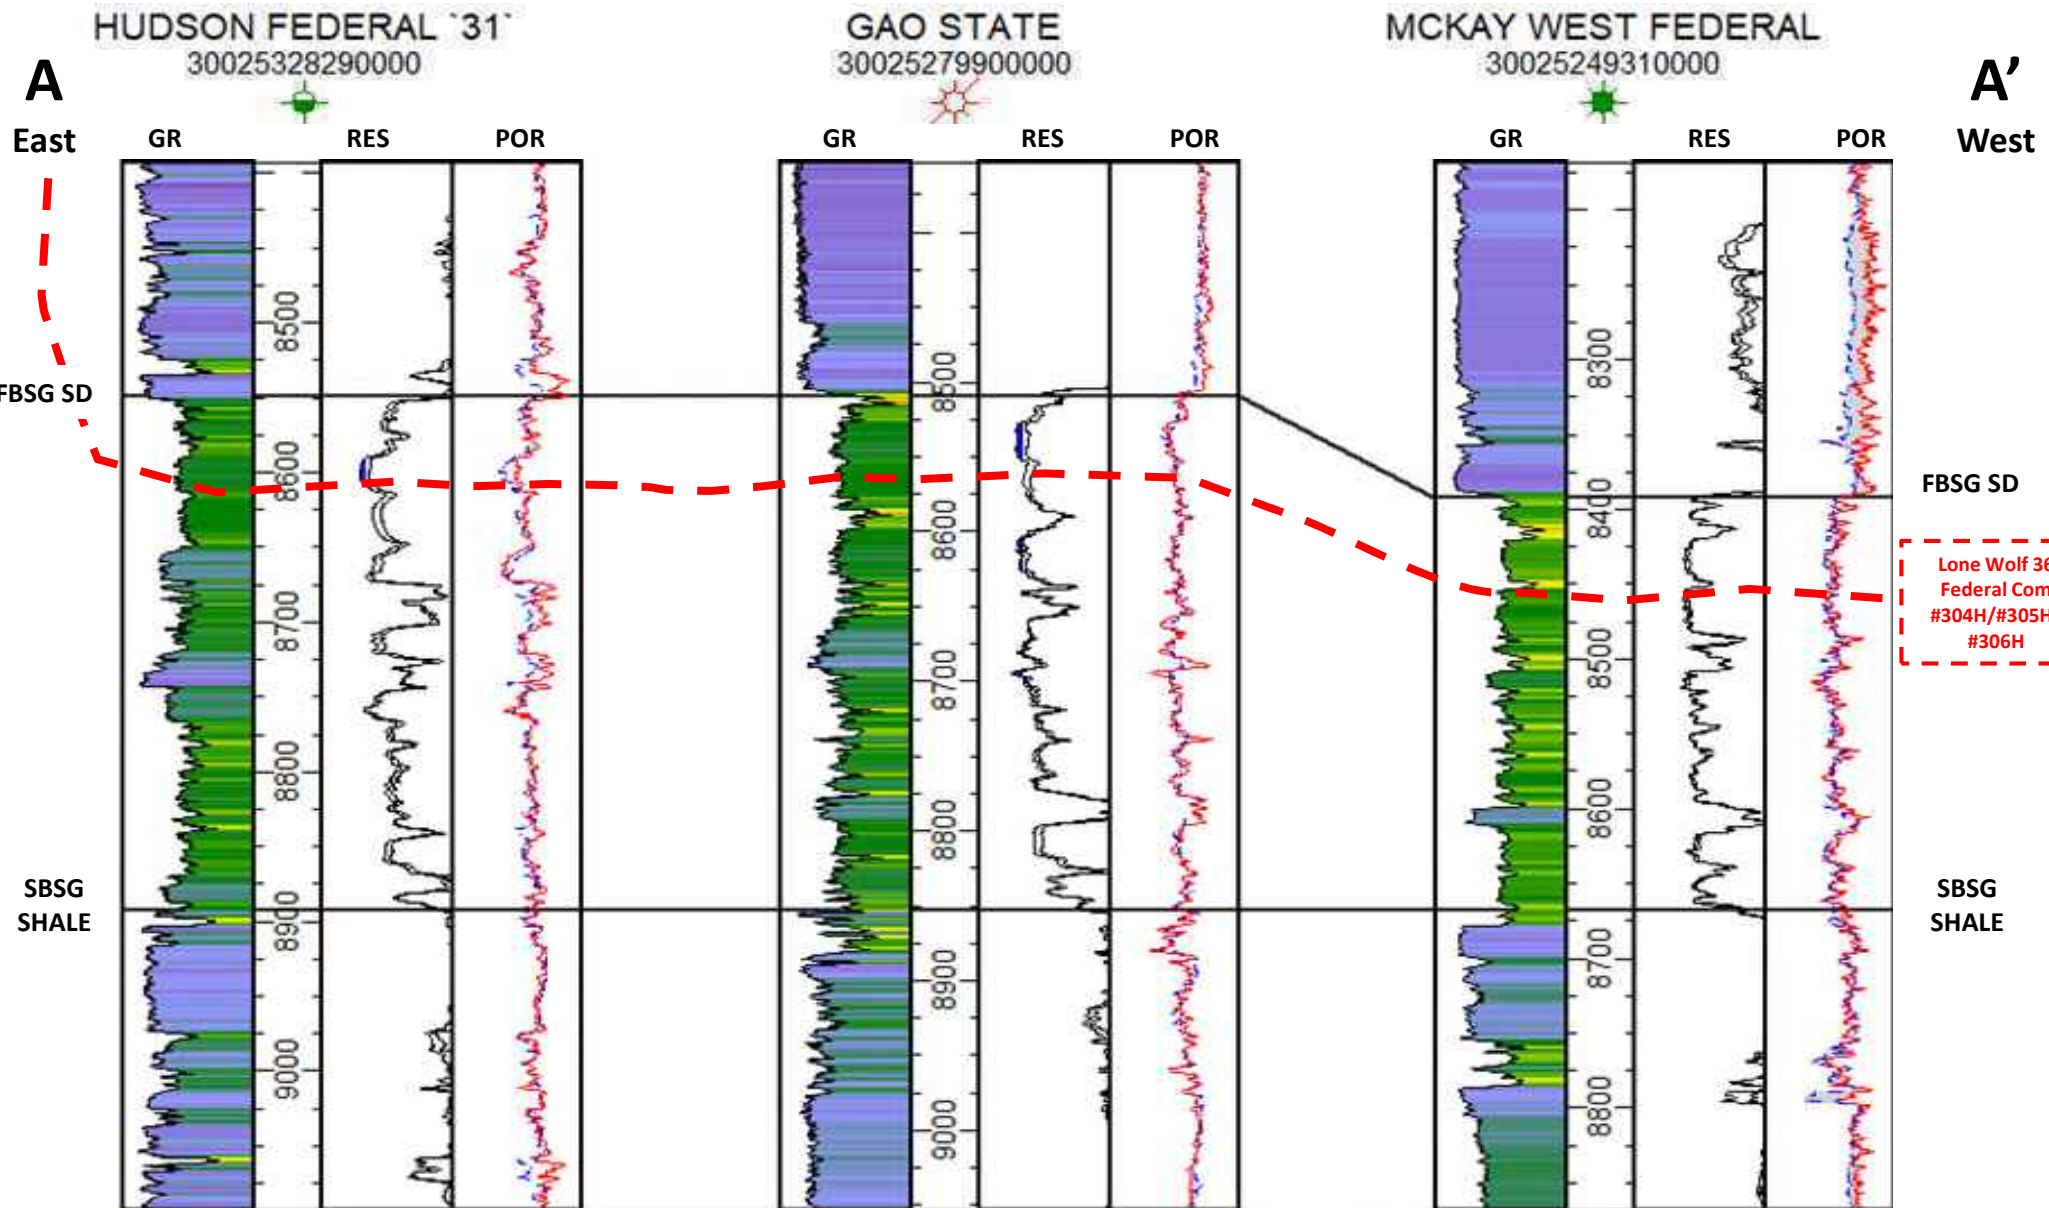 HUDSON FEDERAL `31`
30025328290000
GAO STATE
30025279900000
MCKAY WEST FEDERAL
30025249310000
A
East
A'
West
GR RES POR
GR RES POR
GR RES POR
FBSG SD
SBSG
SHALE
8500
8600
8700
8800
8900
9000
8500
8600
8700
8800
8900
9000
8300
8400
8500
8600
8700
8800
FBSG SD
Lone Wolf 36
Federal Com
#304H/#305H
#306H
SBSG
SHALE